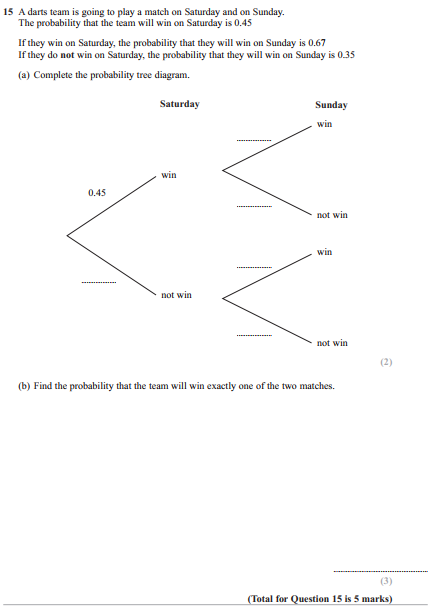 15 A darts team is going to play a match on Saturday and on Sunday.
The probability that the team will win on Saturday is 0.45
If they win on Saturday, the probability that they will win on Sunday is 0.67
If they do not win on Saturday, the probability that they will win on Sunday is 0.35
(a) Complete the probability tree diagram.
Saturday Sunday
win
win
0.45
not win
win
not win
not win
(2)
(b) Find the probability that the team will win exactly one of the two matches.
(3)
(Total for Question 15 is 5 marks)